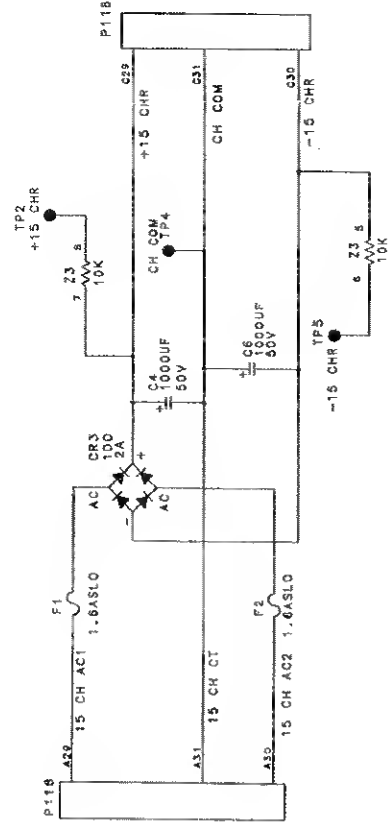 P118
A29
15 CH AC1
F1
1.6ASLO
A31
15 CH CT
A30
15 CH AC2
F2
1.6ASLO
CR3
100
2A
AC
AC
+
-
+
C4
1000UF
50V
+
C6
1000UF
50V
TP2
+15 CHR
7
8
Z3
10K
CH COM
TP4
TP5
-15 CHR
6
5
Z3
10K
P118
C29
+15 CHR
C31
CH COM
C30
-15 CHR